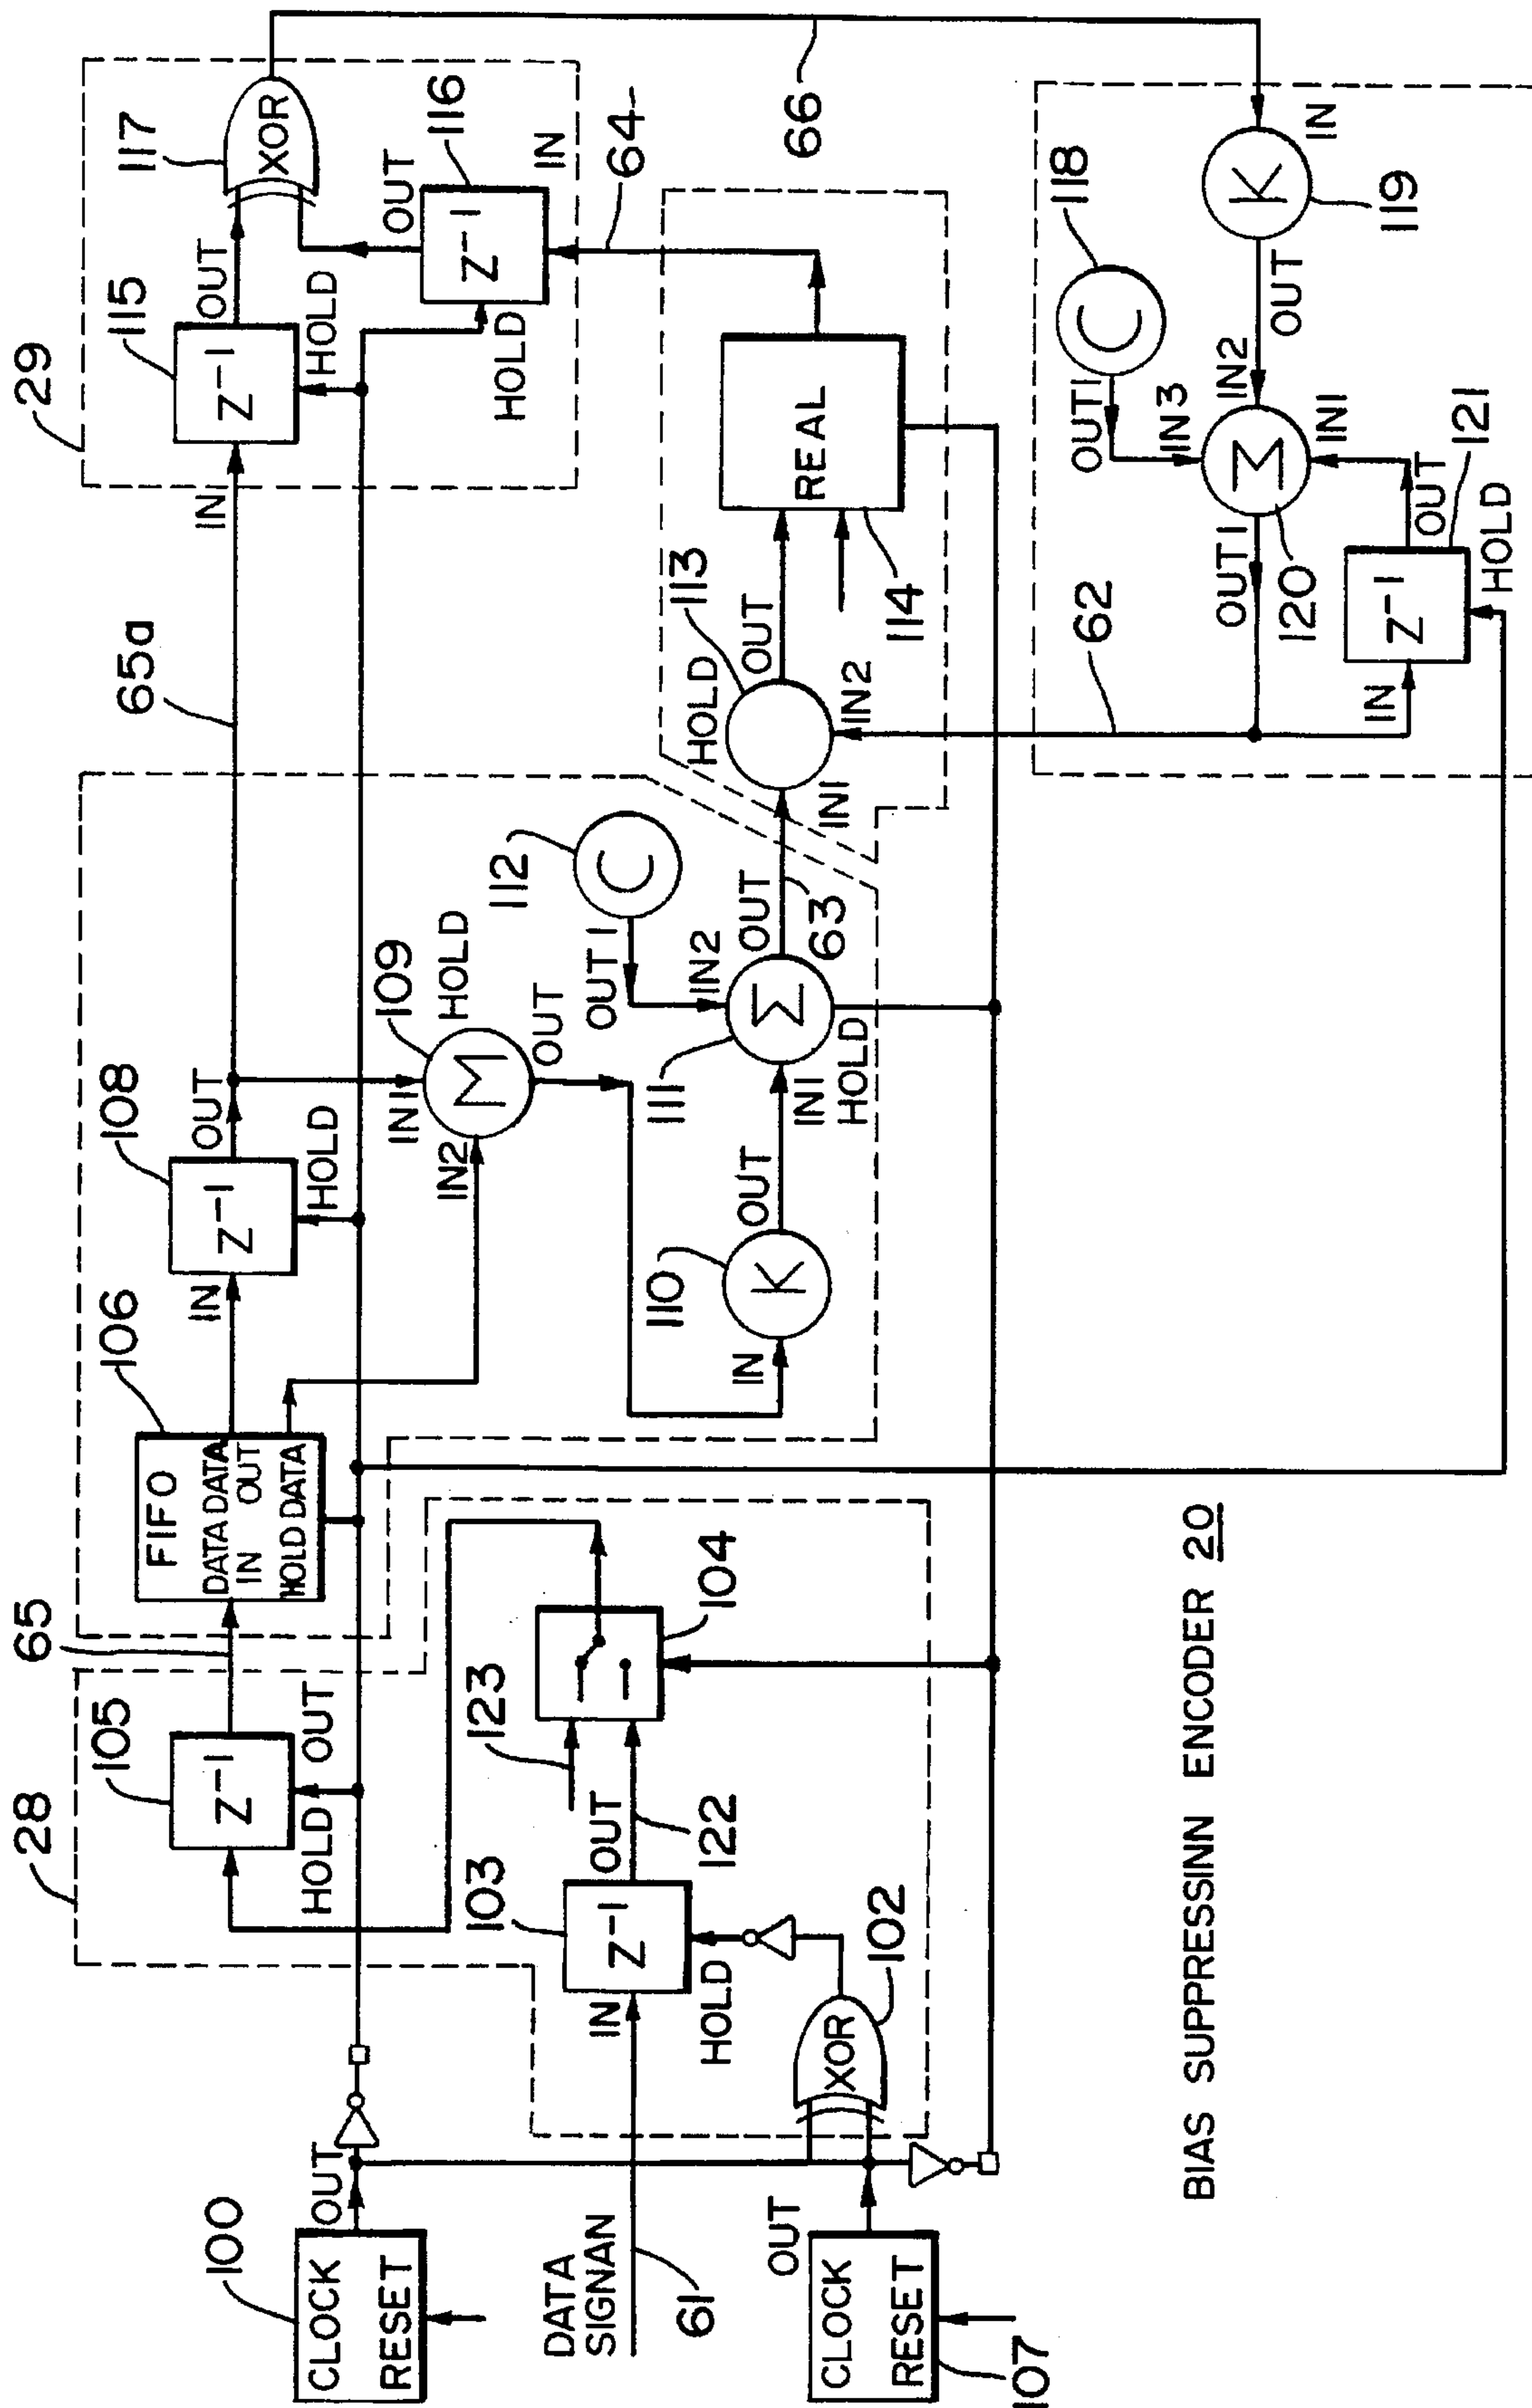 28
105
Z⁻¹
HOLD
OUT
65
106
FIFO
DATA DATA
IN OUT
HOLD DATA
IN
108
Z⁻¹
OUT
HOLD
65a
29
IN
115
Z⁻¹
OUT
HOLD
117
XOR
116
OUT
Z⁻¹
IN
HOLD
64
66
100
CLOCK
RESET
OUT
DATA
SIGNAN
61
IN
103
Z⁻¹
OUT
HOLD
122
123
104
102
XOR
107
CLOCK
RESET
OUT
109
HOLD
IN1
IN2
Σ
OUT
110
IN
K
OUT
111
IN1
HOLD
Σ
IN2
OUT
112
C
OUT1
63
IN1
113
HOLD
OUT
IN2
114
REAL
62
118
C
OUT1
IN3
119
K
IN
OUT
IN2
IN1
Σ
120
OUT1
121
Z⁻¹
IN
OUT
HOLD
BIAS SUPPRESSINN ENCODER 20